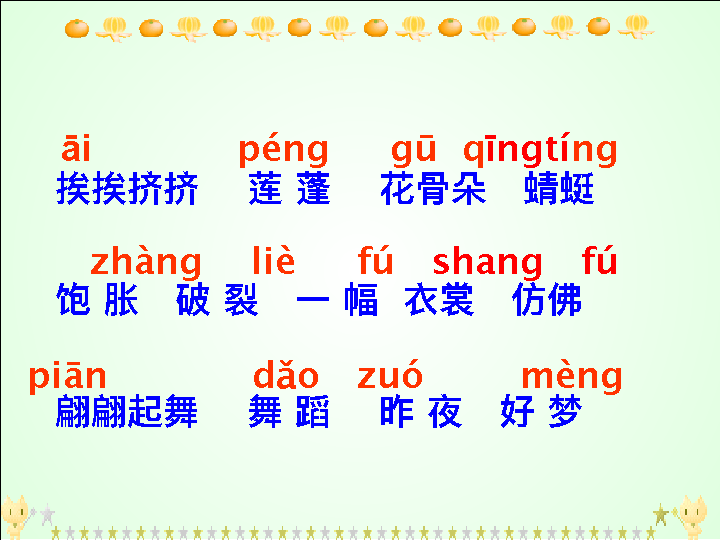 āi péng gū qīngtíng
挨挨挤挤 莲 蓬 花骨朵 蜻蜓
zhàng liè fú shang fú
饱 胀 破 裂 一 幅 衣裳 仿佛
piān dǎo zuó mèng
翩翩起舞 舞 蹈 昨 夜 好 梦